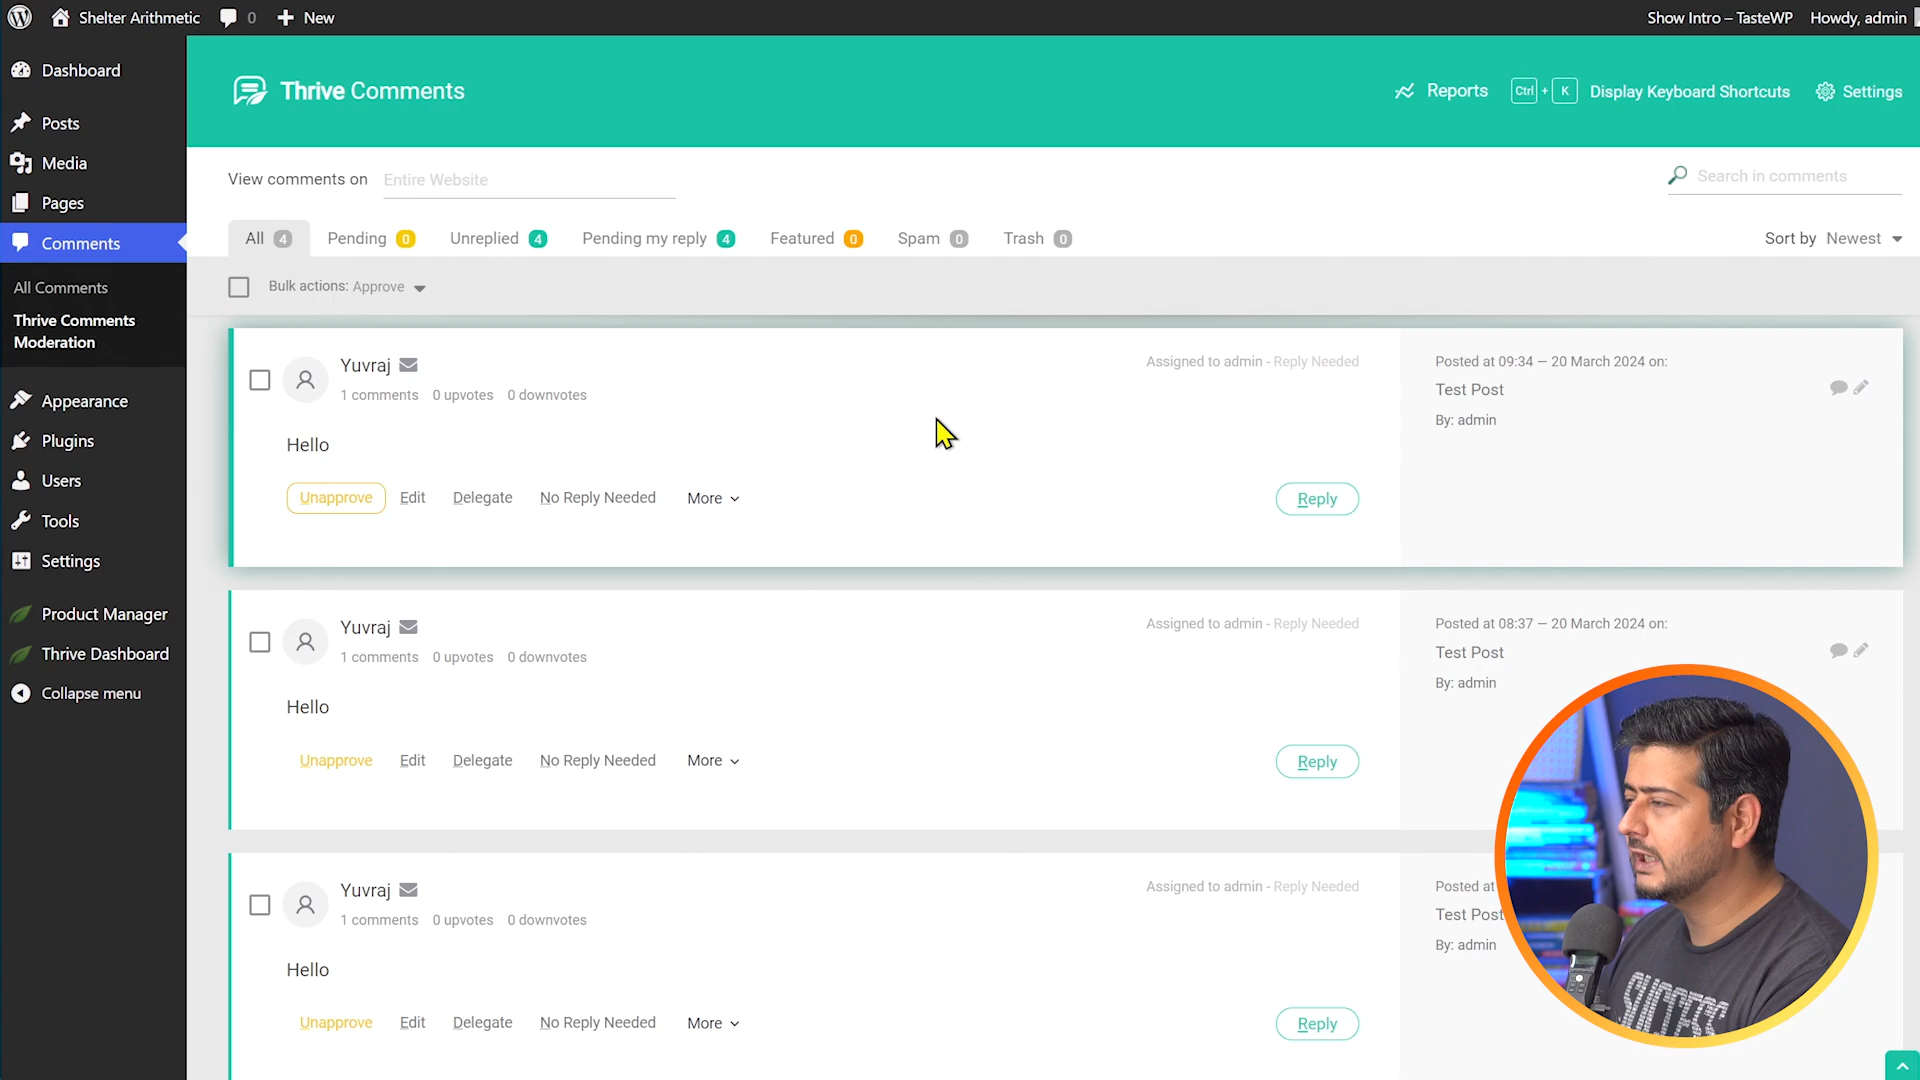 Shelter Arithmetic 0 New Show Intro – TasteWP Howdy, admin
Dashboard
Posts
Media
Pages
Comments
All Comments
Thrive Comments
Moderation
Appearance
Plugins
Users
Tools
Settings
Product Manager
Thrive Dashboard
Collapse menu
Thrive Comments Reports Ctrl + K Display Keyboard Shortcuts Settings
View comments on Entire Website Search in comments
All 4 Pending 0 Unreplied 4 Pending my reply 4 Featured 0 Spam 0 Trash 0 Sort by Newest
Bulk actions: Approve
Yuvraj Assigned to admin - Reply Needed Posted at 09:34 — 20 March 2024 on:
1 comments 0 upvotes 0 downvotes Test Post
By: admin
Hello
Unapprove Edit Delegate No Reply Needed More Reply
Yuvraj Assigned to admin - Reply Needed Posted at 08:37 — 20 March 2024 on:
1 comments 0 upvotes 0 downvotes Test Post
By: admin
Hello
Unapprove Edit Delegate No Reply Needed More Reply
Yuvraj Assigned to admin - Reply Needed Posted at
1 comments 0 upvotes 0 downvotes Test Post
By: admin
Hello
Unapprove Edit Delegate No Reply Needed More Reply
SUCCESS